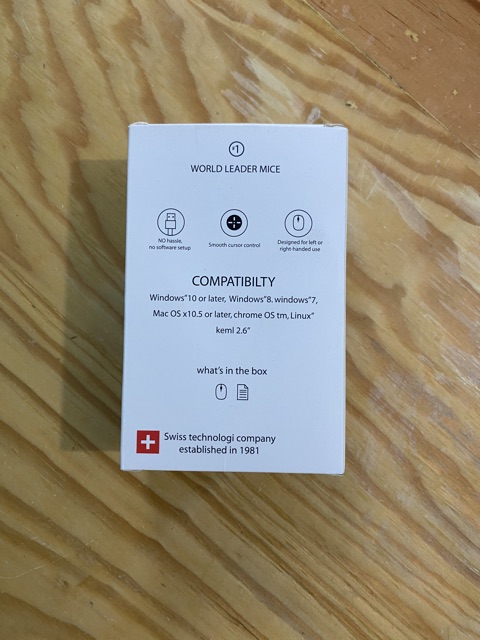 #1
WORLD LEADER MICE
NO hassle,
no software setup
Smooth cursor control
Designed for left or
right-handed use
COMPATIBILTY
Windows"10 or later, Windows"8. windows"7,
Mac OS x10.5 or later, chrome OS tm, Linux"
keml 2.6"
what's in the box
Swiss technologi company
established in 1981